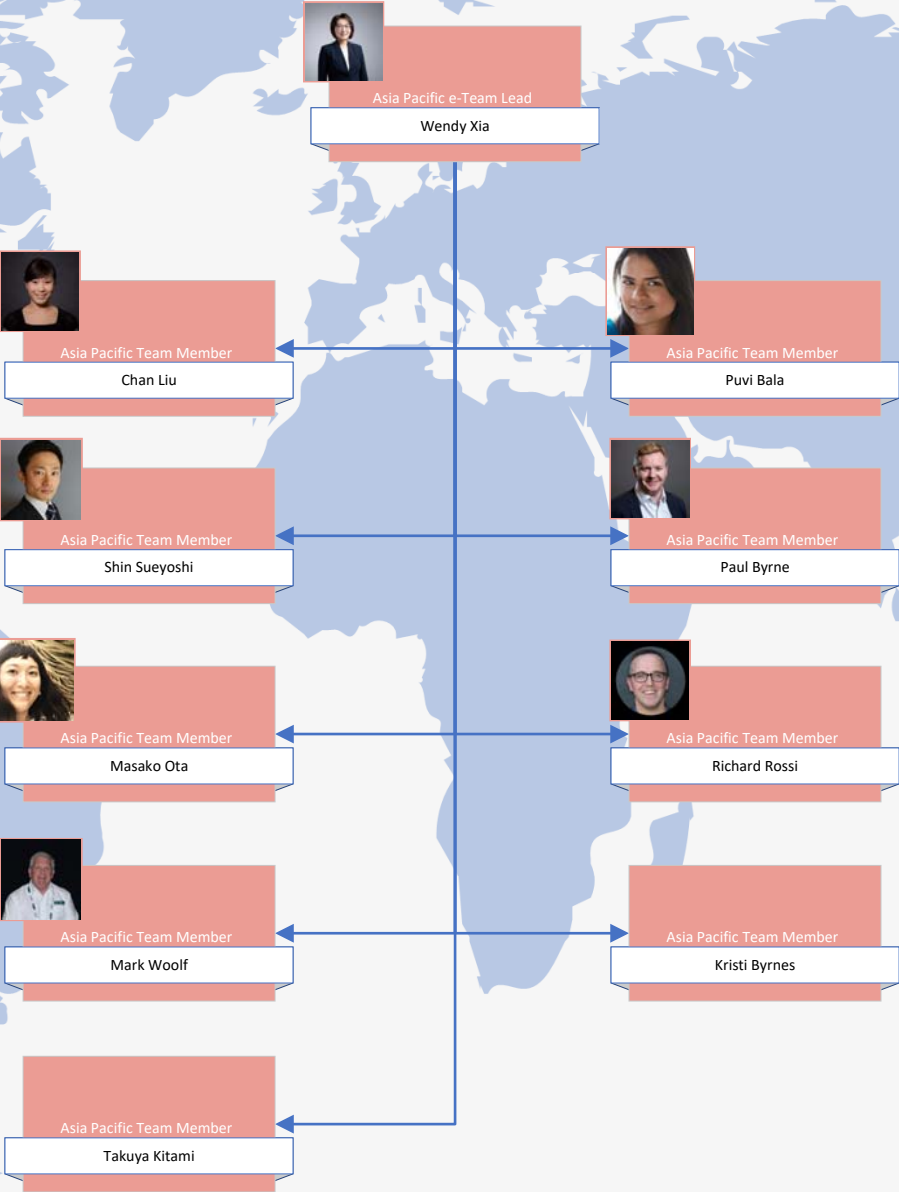 Asia Pacific e-Team Lead
Wendy Xia
Asia Pacific Team Member
Chan Liu
Asia Pacific Team Member
Puvi Bala
Asia Pacific Team Member
Shin Sueyoshi
Asia Pacific Team Member
Paul Byrne
Asia Pacific Team Member
Masako Ota
Asia Pacific Team Member
Richard Rossi
Asia Pacific Team Member
Mark Woolf
Asia Pacific Team Member
Kristi Byrnes
Asia Pacific Team Member
Takuya Kitami